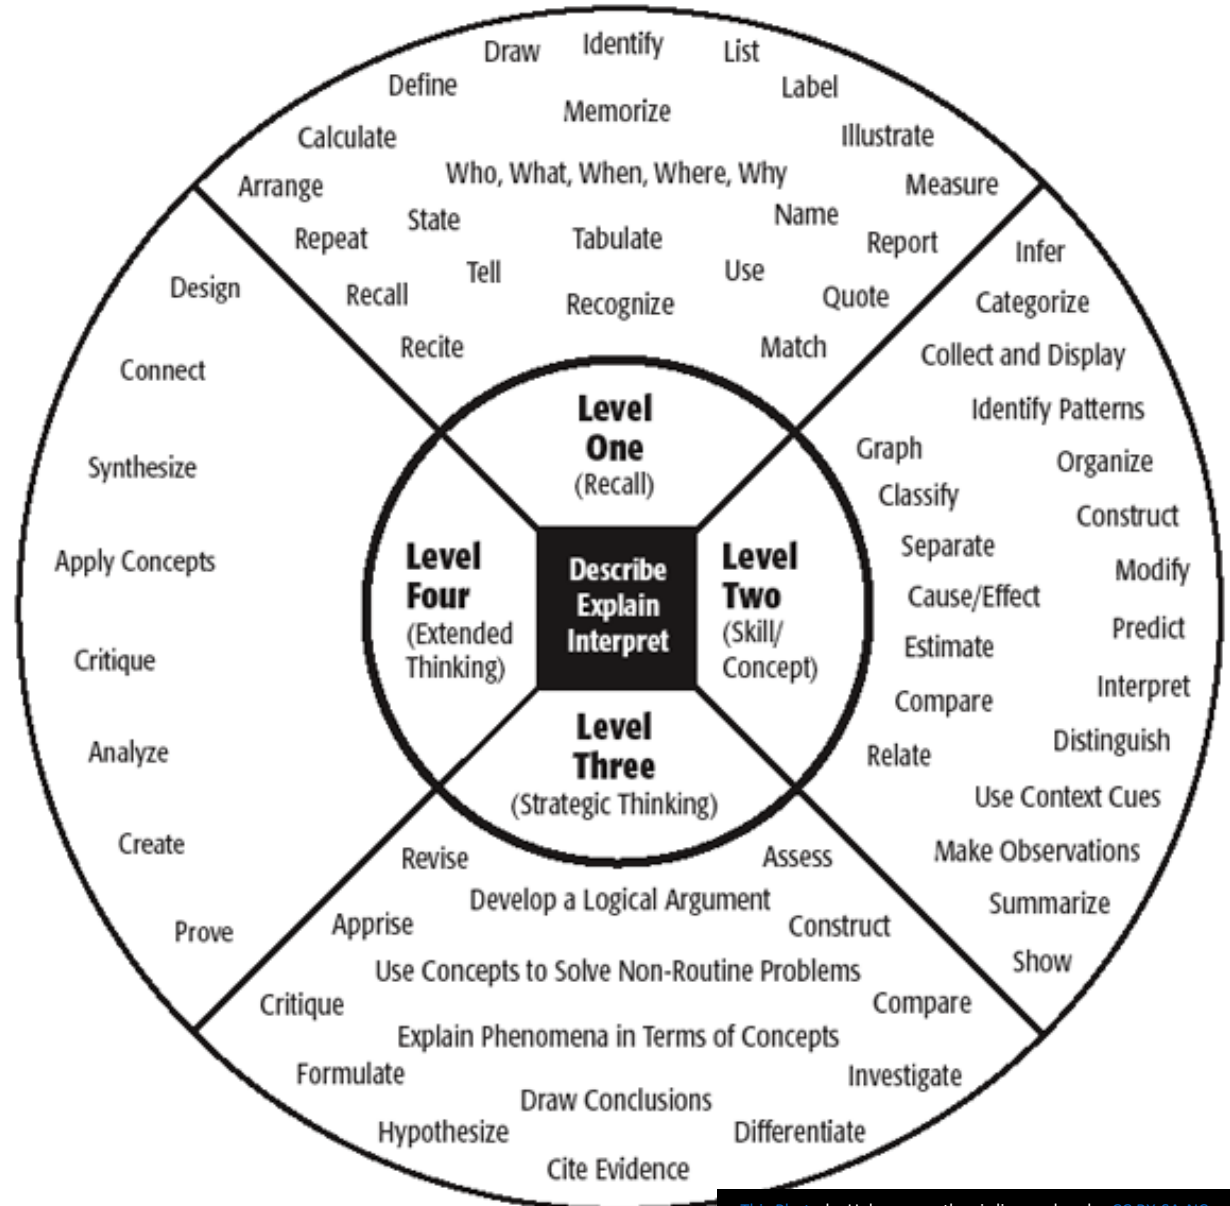 Draw
Identify
List
Define
Label
Memorize
Calculate
Illustrate
Who, What, When, Where, Why
Arrange
Measure
State
Name
Repeat
Tabulate
Report
Tell
Use
Recall
Recognize
Quote
Recite
Match
Level
One
(Recall)
Infer
Categorize
Collect and Display
Identify Patterns
Graph
Organize
Classify
Construct
Separate
Modify
Cause/Effect
Predict
Estimate
Interpret
Compare
Distinguish
Relate
Use Context Cues
Make Observations
Summarize
Show
Level
Two
(Skill/
Concept)
Describe
Explain
Interpret
Level
Three
(Strategic Thinking)
Revise
Assess
Develop a Logical Argument
Apprise
Construct
Use Concepts to Solve Non-Routine Problems
Critique
Compare
Explain Phenomena in Terms of Concepts
Formulate
Investigate
Draw Conclusions
Hypothesize
Differentiate
Cite Evidence
Level
Four
(Extended
Thinking)
Design
Connect
Synthesize
Apply Concepts
Critique
Analyze
Create
Prove